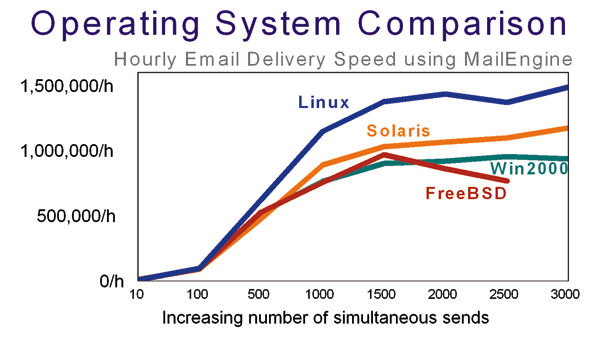 Operating System Comparison
Hourly Email Delivery Speed using MailEngine
1,500,000/h
Linux
Solaris
1,000,000/h
Win2000
FreeBSD
500,000/h
0/h
10 100 500 1000 1500 2000 2500 3000
Increasing number of simultaneous sends